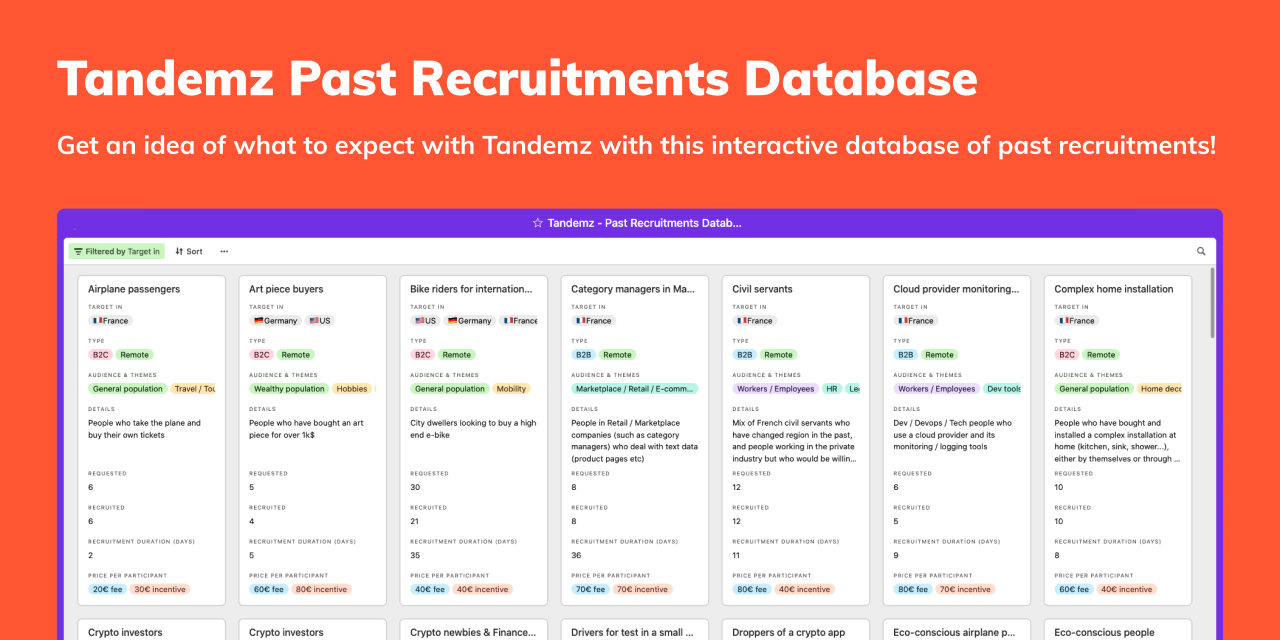 Tandemz Past Recruitments Database
Get an idea of what to expect with Tandemz with this interactive database of past recruitments!
☆ Tandemz - Past Recruitments Datab...
Filtered by Target in
Sort
...
Airplane passengers
TARGET IN
France
TYPE
B2C Remote
AUDIENCE & THEMES
General population Travel / Tou
DETAILS
People who take the plane and
buy their own tickets
REQUESTED
6
RECRUITED
6
RECRUITMENT DURATION (DAYS)
2
PRICE PER PARTICIPANT
20€ fee 30€ incentive
Art piece buyers
TARGET IN
Germany US
TYPE
B2C Remote
AUDIENCE & THEMES
Wealthy population Hobbies
DETAILS
People who have bought an art
piece for over 1k$
REQUESTED
5
RECRUITED
4
RECRUITMENT DURATION (DAYS)
5
PRICE PER PARTICIPANT
60€ fee 80€ incentive
Bike riders for internation...
TARGET IN
US Germany France
TYPE
B2C Remote
AUDIENCE & THEMES
General population Mobility
DETAILS
City dwellers looking to buy a high
end e-bike
REQUESTED
30
RECRUITED
21
RECRUITMENT DURATION (DAYS)
35
PRICE PER PARTICIPANT
40€ fee 40€ incentive
Category managers in Ma...
TARGET IN
France
TYPE
B2B Remote
AUDIENCE & THEMES
Marketplace / Retail / E-comm...
DETAILS
People in Retail / Marketplace
companies (such as category
managers) who deal with text data
(product pages etc)
REQUESTED
8
RECRUITED
8
RECRUITMENT DURATION (DAYS)
36
PRICE PER PARTICIPANT
70€ fee 70€ incentive
Civil servants
TARGET IN
France
TYPE
B2B Remote
AUDIENCE & THEMES
Workers / Employees HR Le
DETAILS
Mix of French civil servants who
have changed region in the past,
and people working in the private
industry but who would be willin...
REQUESTED
12
RECRUITED
12
RECRUITMENT DURATION (DAYS)
11
PRICE PER PARTICIPANT
80€ fee 40€ incentive
Cloud provider monitoring...
TARGET IN
France
TYPE
B2B Remote
AUDIENCE & THEMES
Workers / Employees Dev tools
DETAILS
Dev / Devops / Tech people who
use a cloud provider and its
monitoring / logging tools
REQUESTED
6
RECRUITED
5
RECRUITMENT DURATION (DAYS)
9
PRICE PER PARTICIPANT
80€ fee 70€ incentive
Complex home installation
TARGET IN
France
TYPE
B2C Remote
AUDIENCE & THEMES
General population Home deco
DETAILS
People who have bought and
installed a complex installation at
home (kitchen, sink, shower...),
either by themselves or through ...
REQUESTED
10
RECRUITED
10
RECRUITMENT DURATION (DAYS)
8
PRICE PER PARTICIPANT
60€ fee 40€ incentive
Crypto investors
Crypto investors
Crypto newbies & Finance...
Drivers for test in a small ...
Droppers of a crypto app
Eco-conscious airplane p...
Eco-conscious people